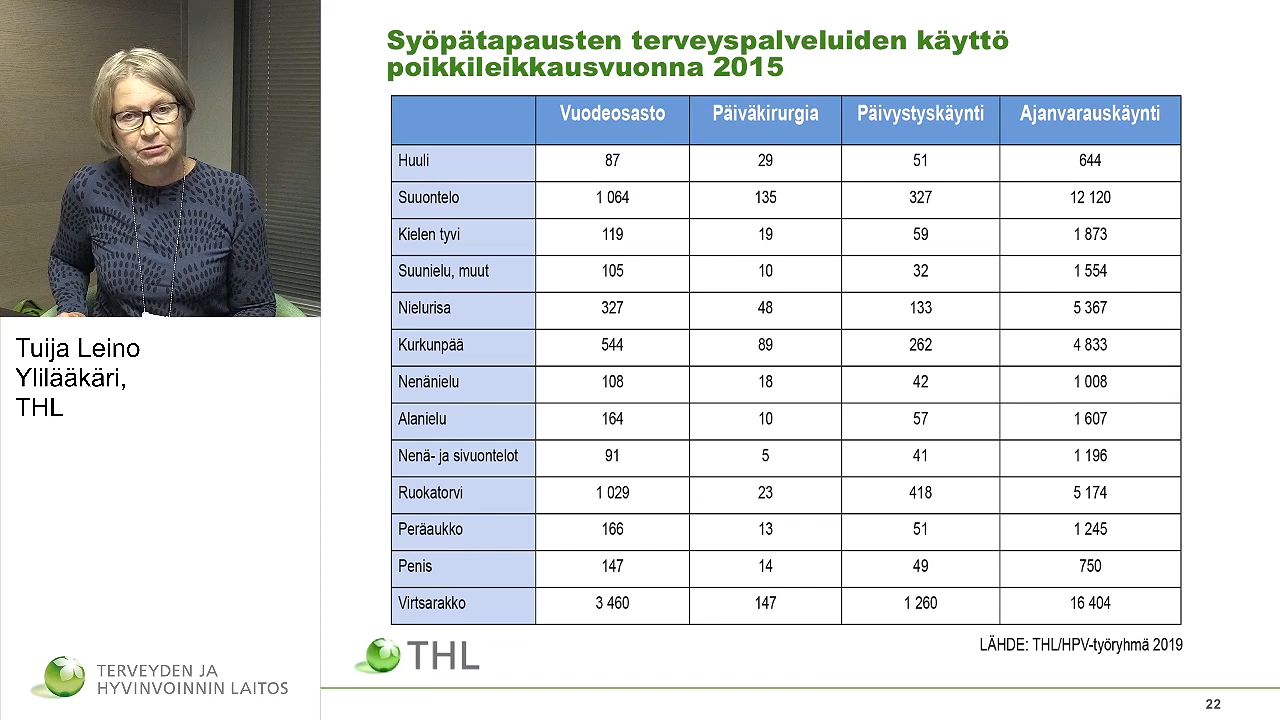 Syöpätapausten terveyspalveluiden käyttö
poikkileikkausvuonna 2015
Vuodeosasto Päiväkirurgia Päivystyskäynti Ajanvarauskäynti
Huuli 87 29 51 644
Suuontelo 1 064 135 327 12 120
Kielen tyvi 119 19 59 1 873
Suunielu, muut 105 10 32 1 554
Nielurisa 327 48 133 5 367
Kurkunpää 544 89 262 4 833
Nenänielu 108 18 42 1 008
Alanielu 164 10 57 1 607
Nenä- ja sivuontelot 91 5 41 1 196
Ruokatorvi 1 029 23 418 5 174
Peräaukko 166 13 51 1 245
Penis 147 14 49 750
Virtsarakko 3 460 147 1 260 16 404
LÄHDE: THL/HPV-työryhmä 2019
THL
22
Tuija Leino
Ylilääkäri,
THL
TERVEYDEN JA
HYVINVOINNIN LAITOS